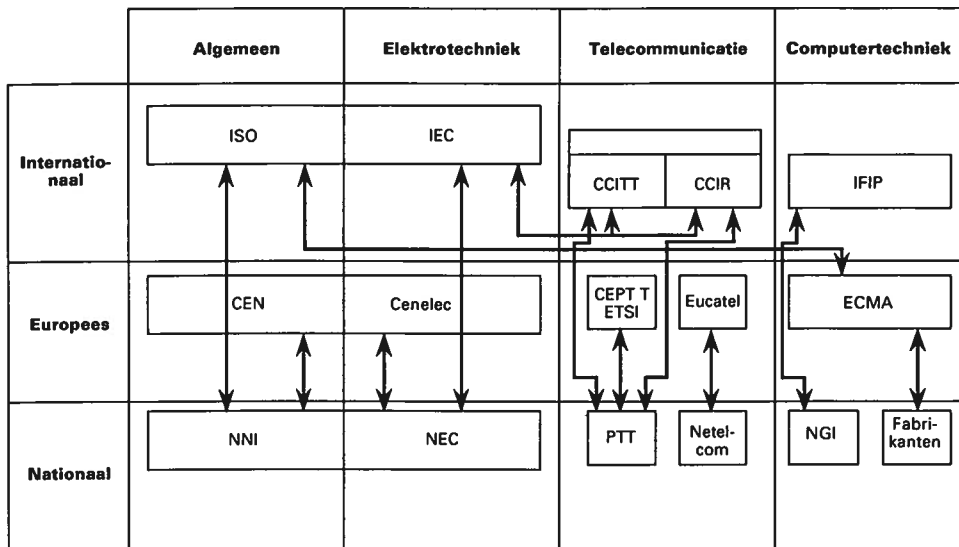 Algemeen
Elektrotechniek
Telecommunicatie
Computertechniek
Internatio-
naal
ISO
IEC
CCITT
CCIR
IFIP
Europees
CEN
Cenelec
CEPT T
ETSI
Eucatel
ECMA
Nationaal
NNI
NEC
PTT
Netel-
com
NGI
Fabri-
kanten